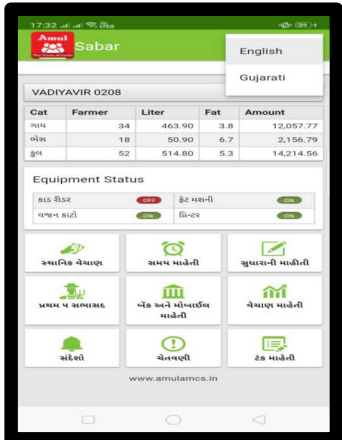 17:32
Amul
Sabar
English
Gujarati
VADIYAVIR 0208
Cat Farmer Liter Fat Amount
ગાય 34 463.90 3.8 12,057.77
ભેંસ 18 50.90 6.7 2,156.79
કુલ 52 514.80 5.3 14,214.56
Equipment Status
કાડ રીડર OFF ફેટ મશની ON
વજન કાટો ON પ્રિન્ટર ON
સ્થાનિક વેચાણ સમપ માહેતી સુધારાની માહીતી
પ્રથમ ૫ સભાસદ બેંક અને મોબાઈલ માહેતી વેચાણ માહેતી
સંદેશો ચેતવણી ટંક માહેતી
www.amulamcs.in